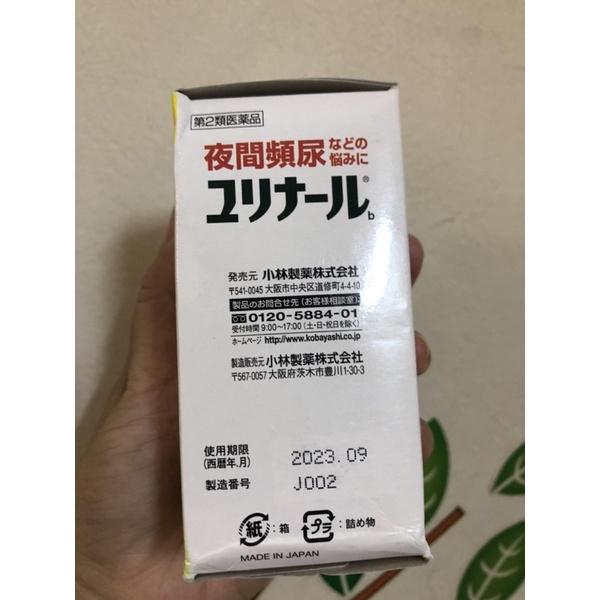 第2類医薬品
夜間頻尿などの悩みに
ユリナール®b
発売元 小林製薬株式会社
〒541-0045 大阪市中央区道修町4-4-10
製品のお問合せ先(お客様相談室):
0120-5884-01
受付時間 9:00~17:00(土・日・祝日を除く)
ホームページ http://www.kobayashi.co.jp
製造販売元 小林製薬株式会社
〒567-0057 大阪府茨木市豊川1-30-3
使用期限
(西暦年.月) 2023.09
製造番号 J002
紙:箱 プラ:詰め物
MADE IN JAPAN